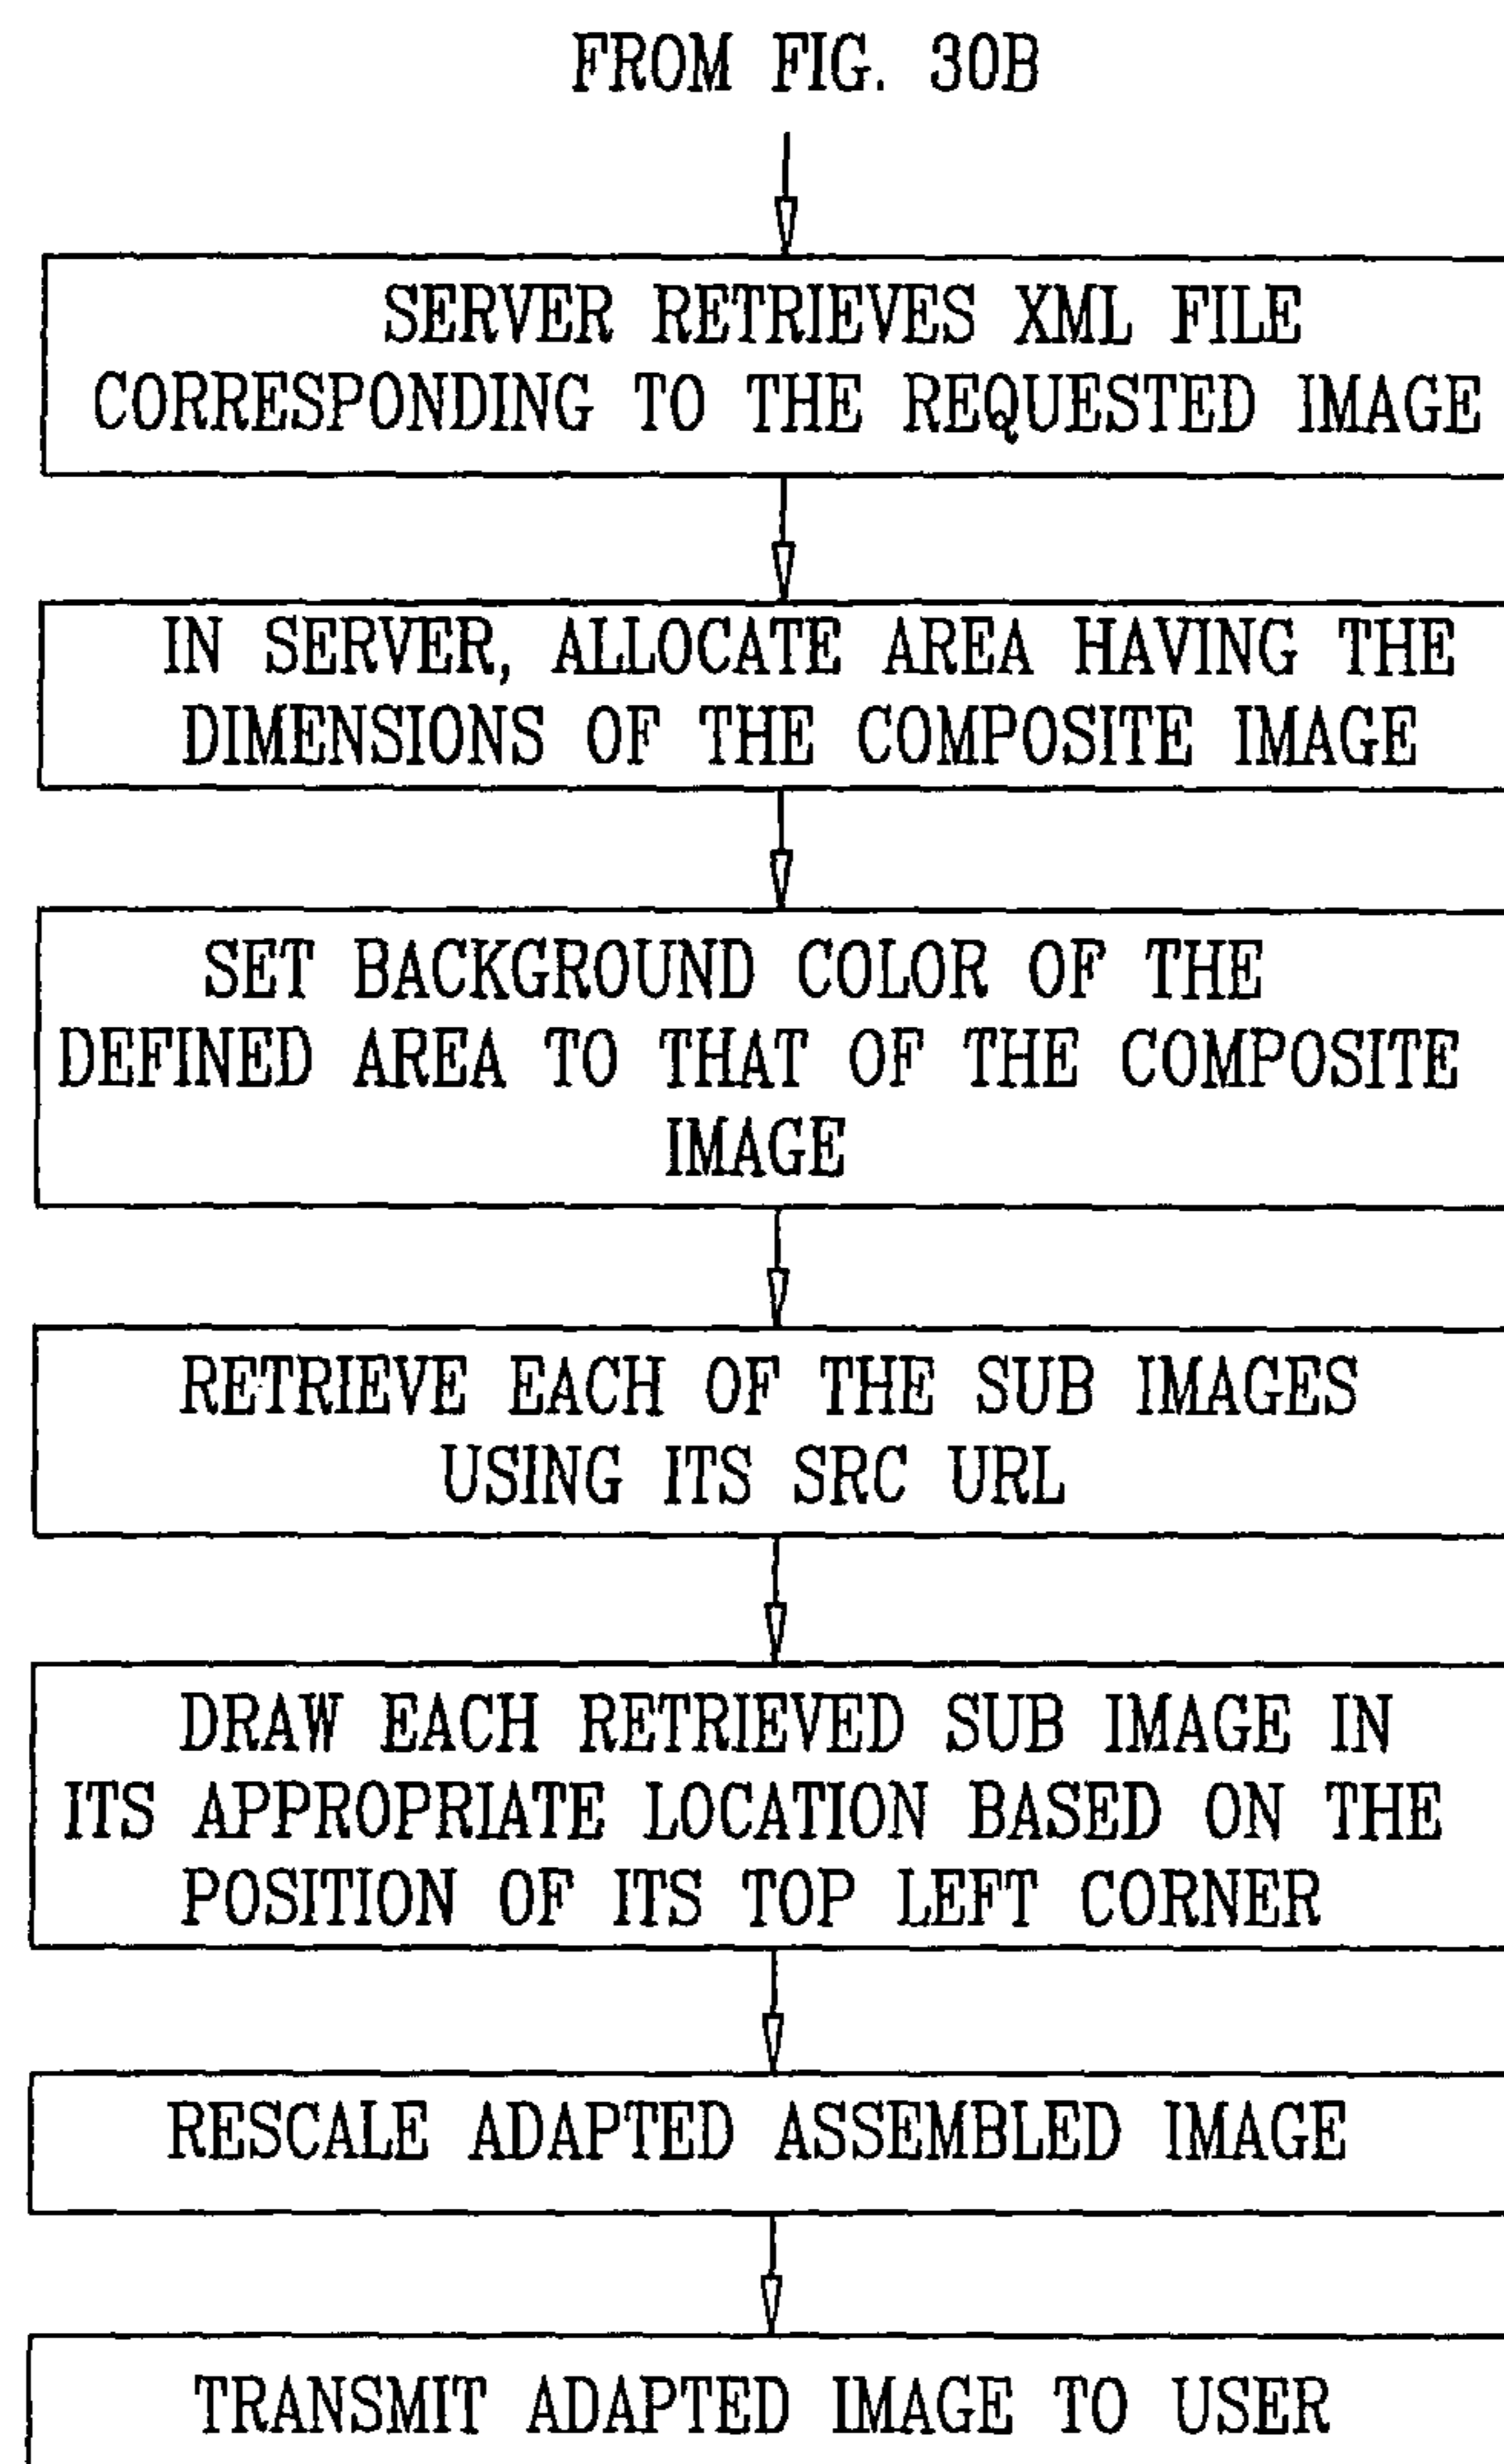 FROM FIG. 30B
SERVER RETRIEVES XML FILE
CORRESPONDING TO THE REQUESTED IMAGE
IN SERVER, ALLOCATE AREA HAVING THE
DIMENSIONS OF THE COMPOSITE IMAGE
SET BACKGROUND COLOR OF THE
DEFINED AREA TO THAT OF THE COMPOSITE
IMAGE
RETRIEVE EACH OF THE SUB IMAGES
USING ITS SRC URL
DRAW EACH RETRIEVED SUB IMAGE IN
ITS APPROPRIATE LOCATION BASED ON THE
POSITION OF ITS TOP LEFT CORNER
RESCALE ADAPTED ASSEMBLED IMAGE
TRANSMIT ADAPTED IMAGE TO USER